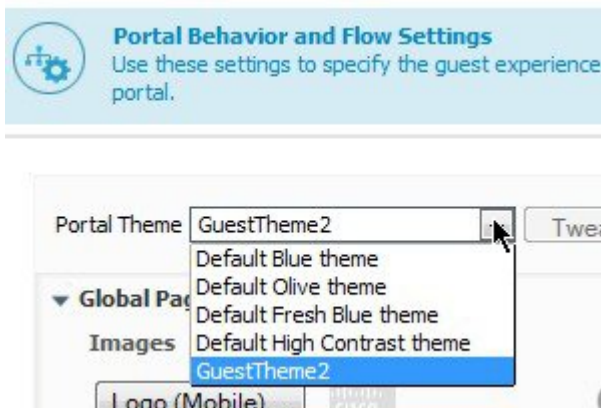 Portal Behavior and Flow Settings
Use these settings to specify the guest experience
portal.
Portal Theme GuestTheme2
Default Blue theme
Default Olive theme
Default Fresh Blue theme
Default High Contrast theme
GuestTheme2
Global
Images
Logo (Mobile)